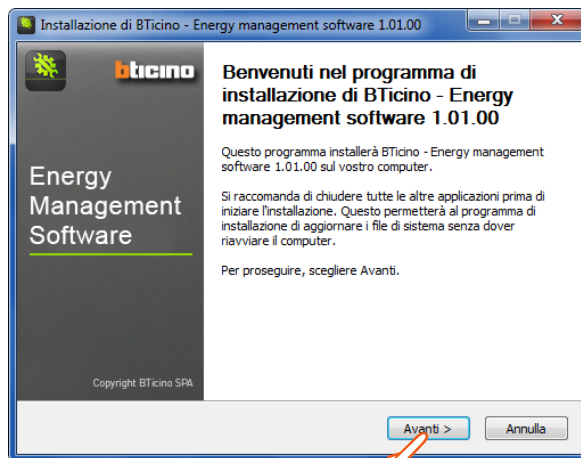 Installazione di BTicino - Energy management software 1.01.00
bticino
Energy
Management
Software
Copyright BTicino SPA
Benvenuti nel programma di
installazione di BTicino - Energy
management software 1.01.00
Questo programma installerà BTicino - Energy management
software 1.01.00 sul vostro computer.
Si raccomanda di chiudere tutte le altre applicazioni prima di
iniziare l'installazione. Questo permetterà al programma di
installazione di aggiornare i file di sistema senza dover
riavviare il computer.
Per proseguire, scegliere Avanti.
Avanti >
Annulla